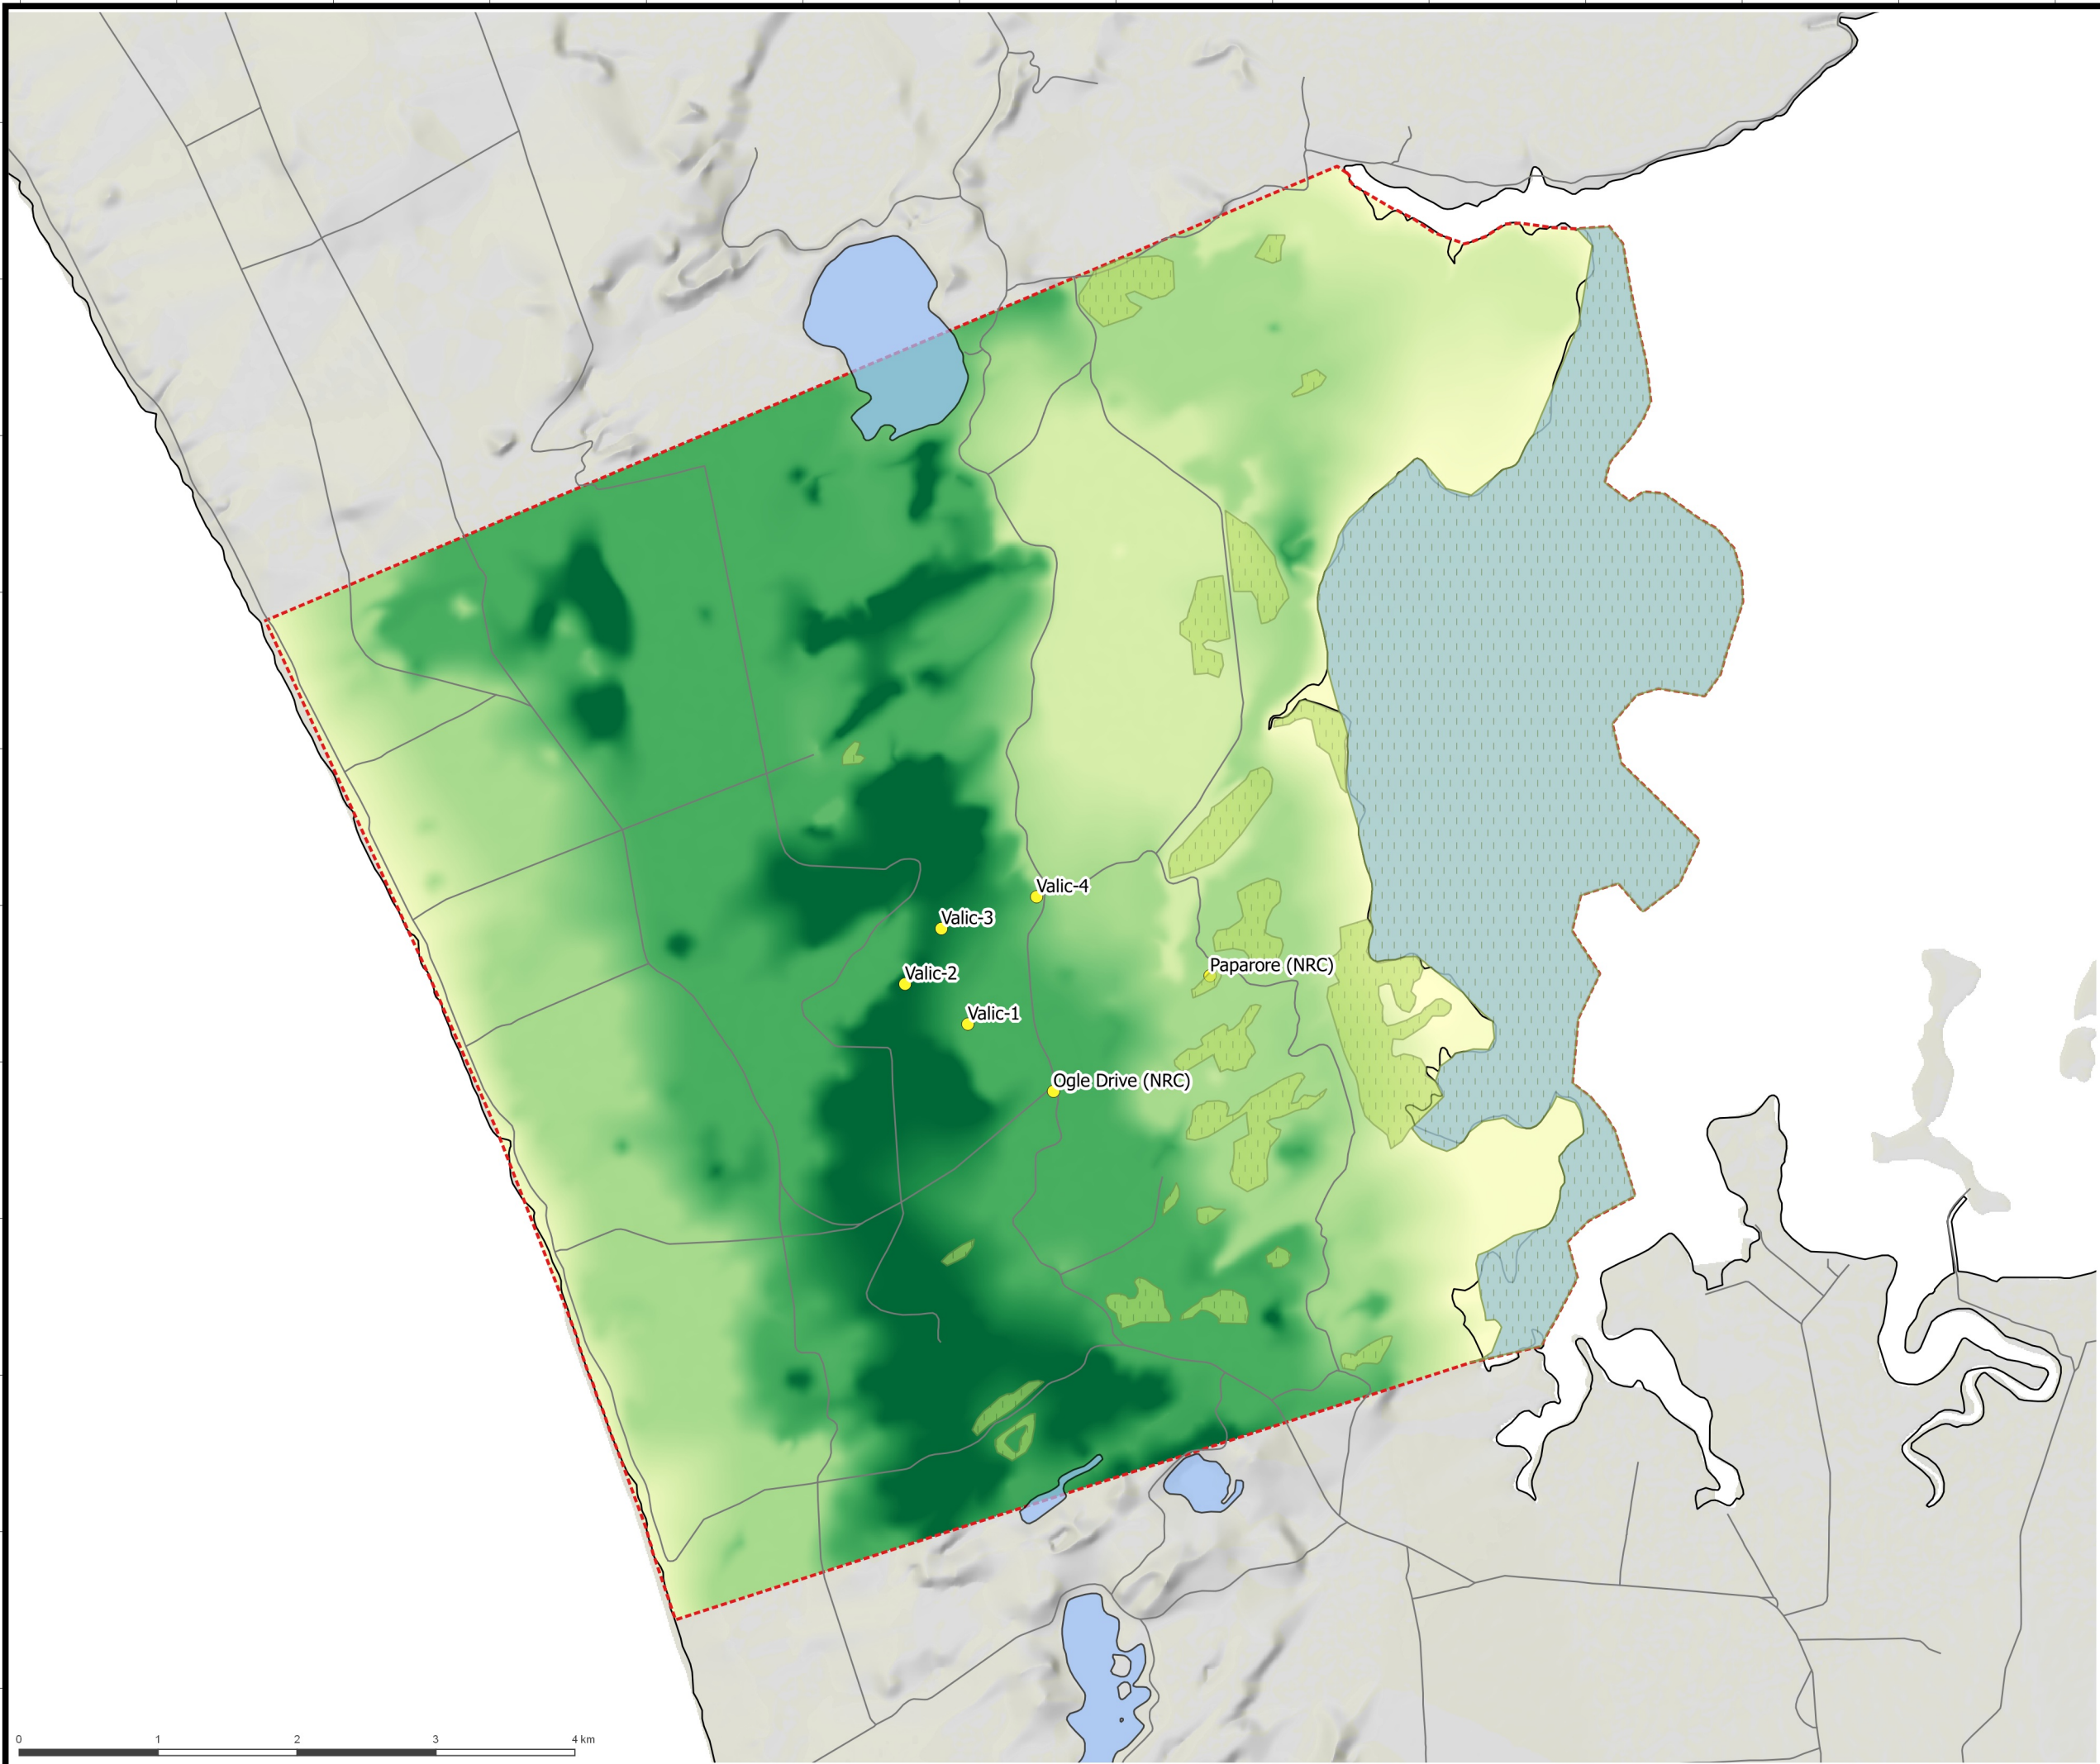 Valic-4
Valic-3
Paparore (NRC)
Valic-2
Valic-1
Ogle Drive (NRC)
0 1 2 3 4 km